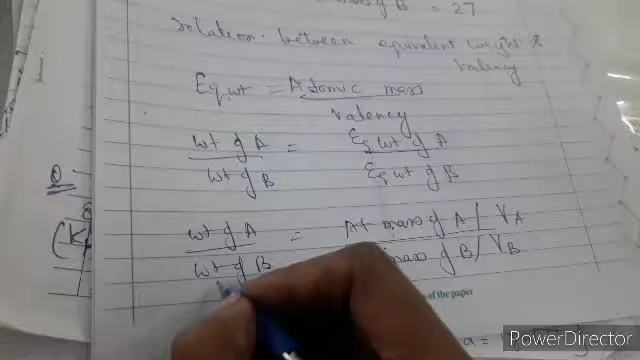 B = 27
relation between equivalent weight &
valency
Eq.wt = Atomic mass
valency
wt of A = Eq wt of A
wt of B Eq wt of B
wt of A = At mass of A / VA
wt of B mass of B / VB
of the paper
a =
PowerDirector